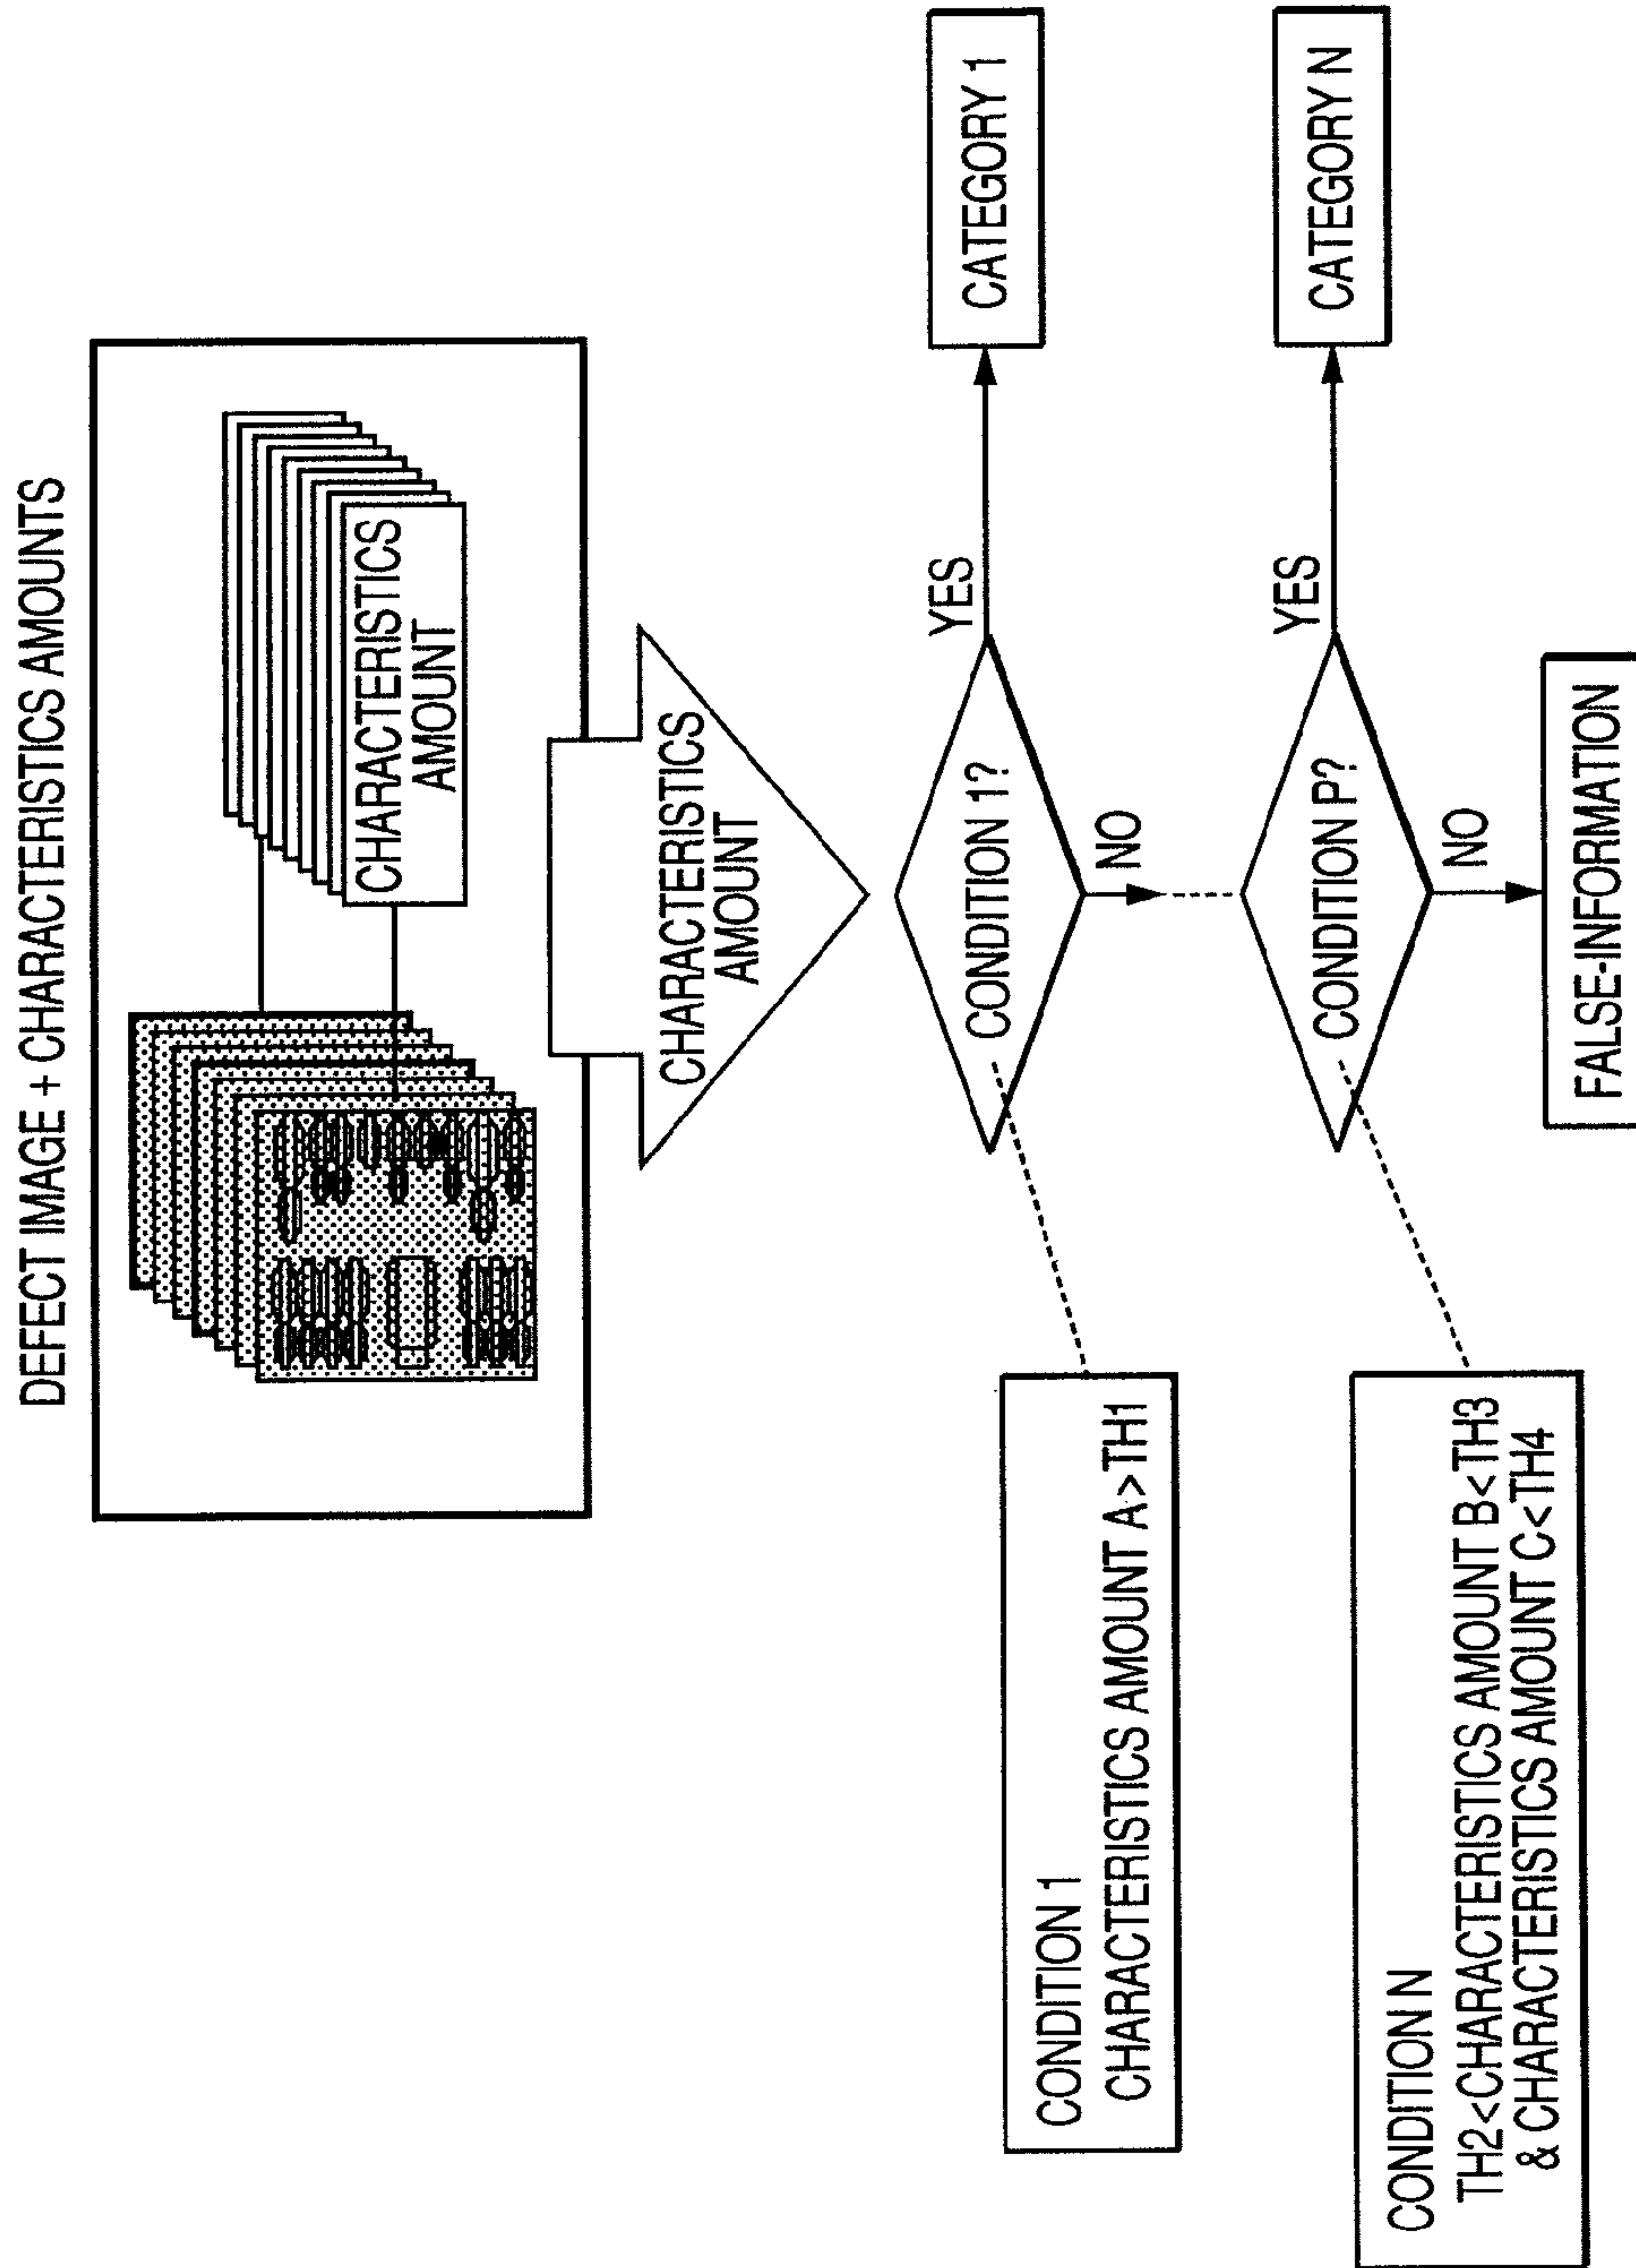 DEFECT IMAGE + CHARACTERISTICS AMOUNTS
CHARACTERISTICS
AMOUNT
CHARACTERISTICS
AMOUNT
CONDITION 1?
YES
CATEGORY 1
NO
CONDITION 1
CHARACTERISTICS AMOUNT A>TH1
CONDITION P?
YES
CATEGORY N
NO
CONDITION N
TH2<CHARACTERISTICS AMOUNT B<TH3
& CHARACTERISTICS AMOUNT C<TH4
FALSE-INFORMATION